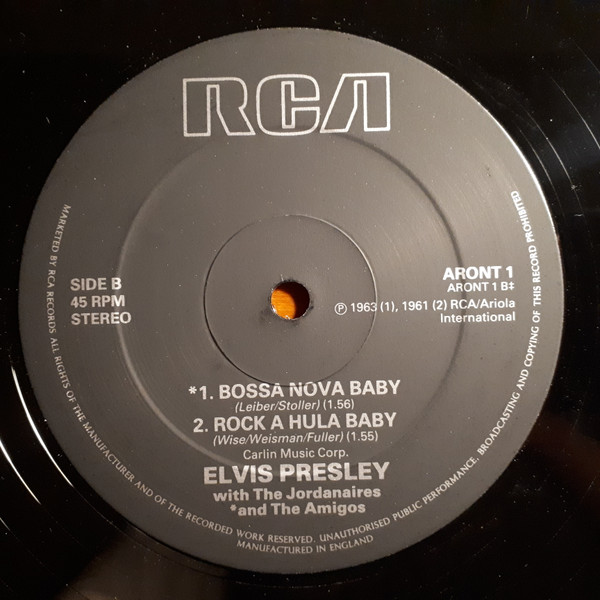 RCA
SIDE B
45 RPM
STEREO
ARONT 1
ARONT 1 B‡
℗ 1963 (1), 1961 (2) RCA/Ariola
International
*1. BOSSA NOVA BABY
(Leiber/Stoller) (1.56)
2. ROCK A HULA BABY
(Wise/Weisman/Fuller) (1.55)
Carlin Music Corp.
ELVIS PRESLEY
with The Jordanaires
*and The Amigos
MARKETED BY RCA RECORDS ALL RIGHTS OF THE MANUFACTURER AND OF THE RECORDED WORK RESERVED. UNAUTHORISED PUBLIC PERFORMANCE, BROADCASTING AND COPYING OF THIS RECORD PROHIBITED
MANUFACTURED IN ENGLAND